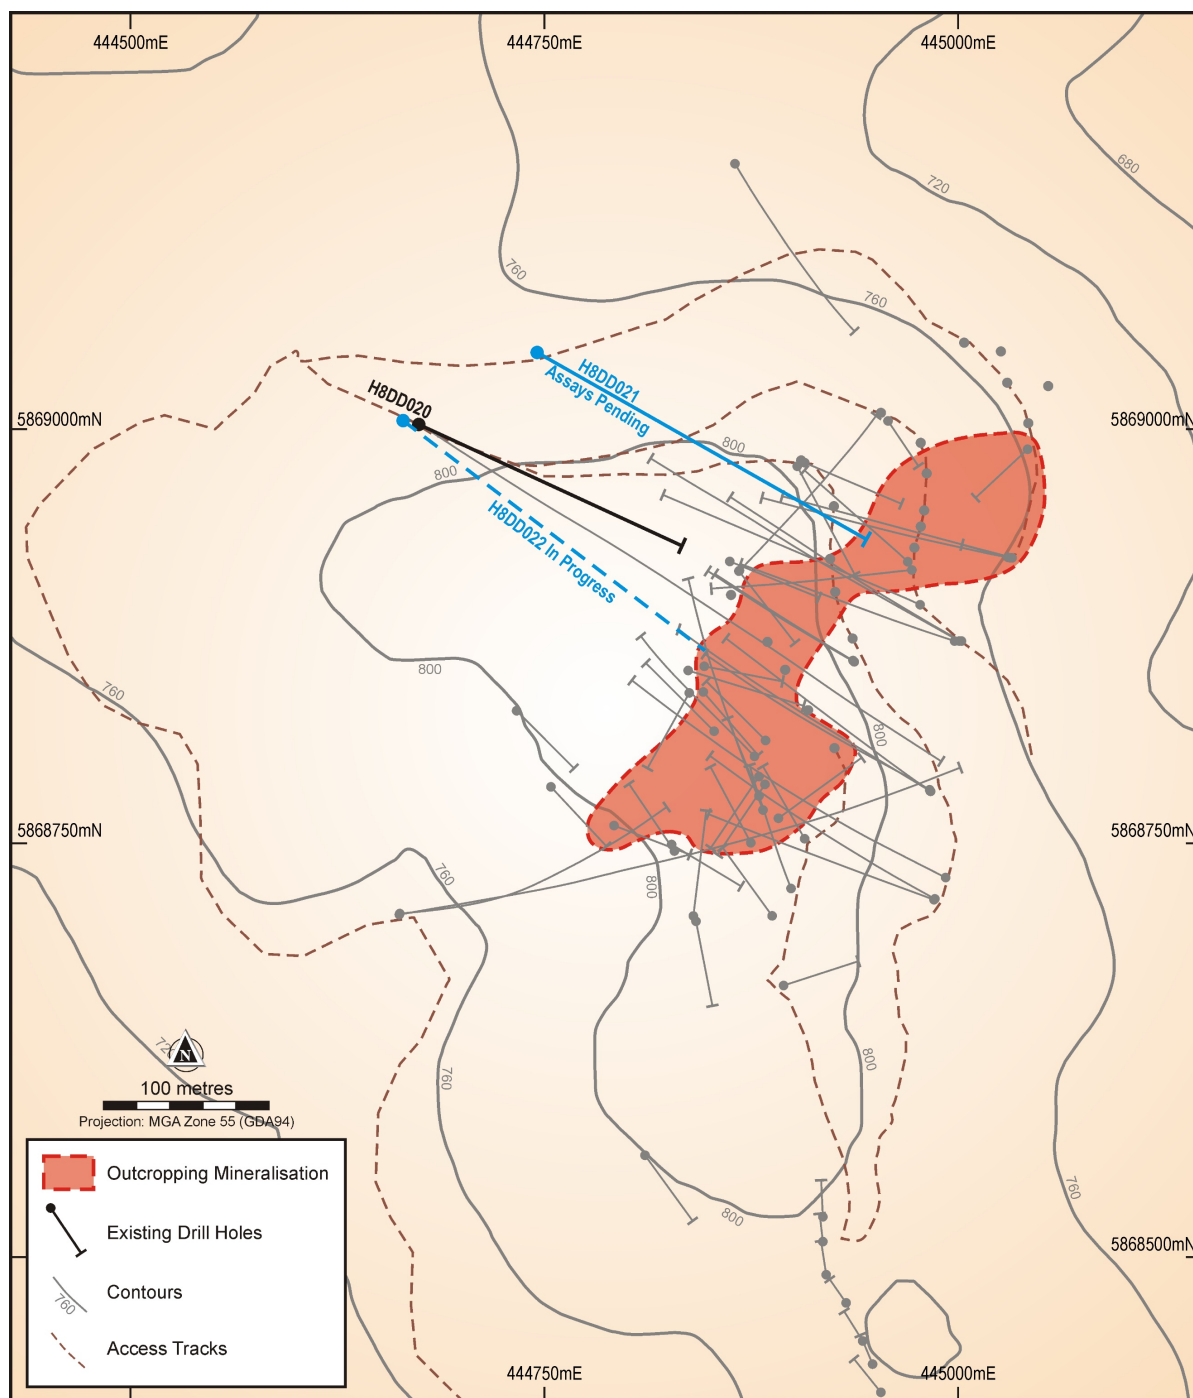 444500mE
444750mE
445000mE
680
720
760
760
H8DD021
Assays Pending
H8DD020
5869000mN
5869000mN
800
800
H8DD022 In Progress
800
760
800
5868750mN
5868750mN
760
800
800
760
100 metres
Projection: MGA Zone 55 (GDA94)
N
Outcropping Mineralisation
Existing Drill Holes
760
Contours
Access Tracks
760
800
5868500mN
444750mE
445000mE